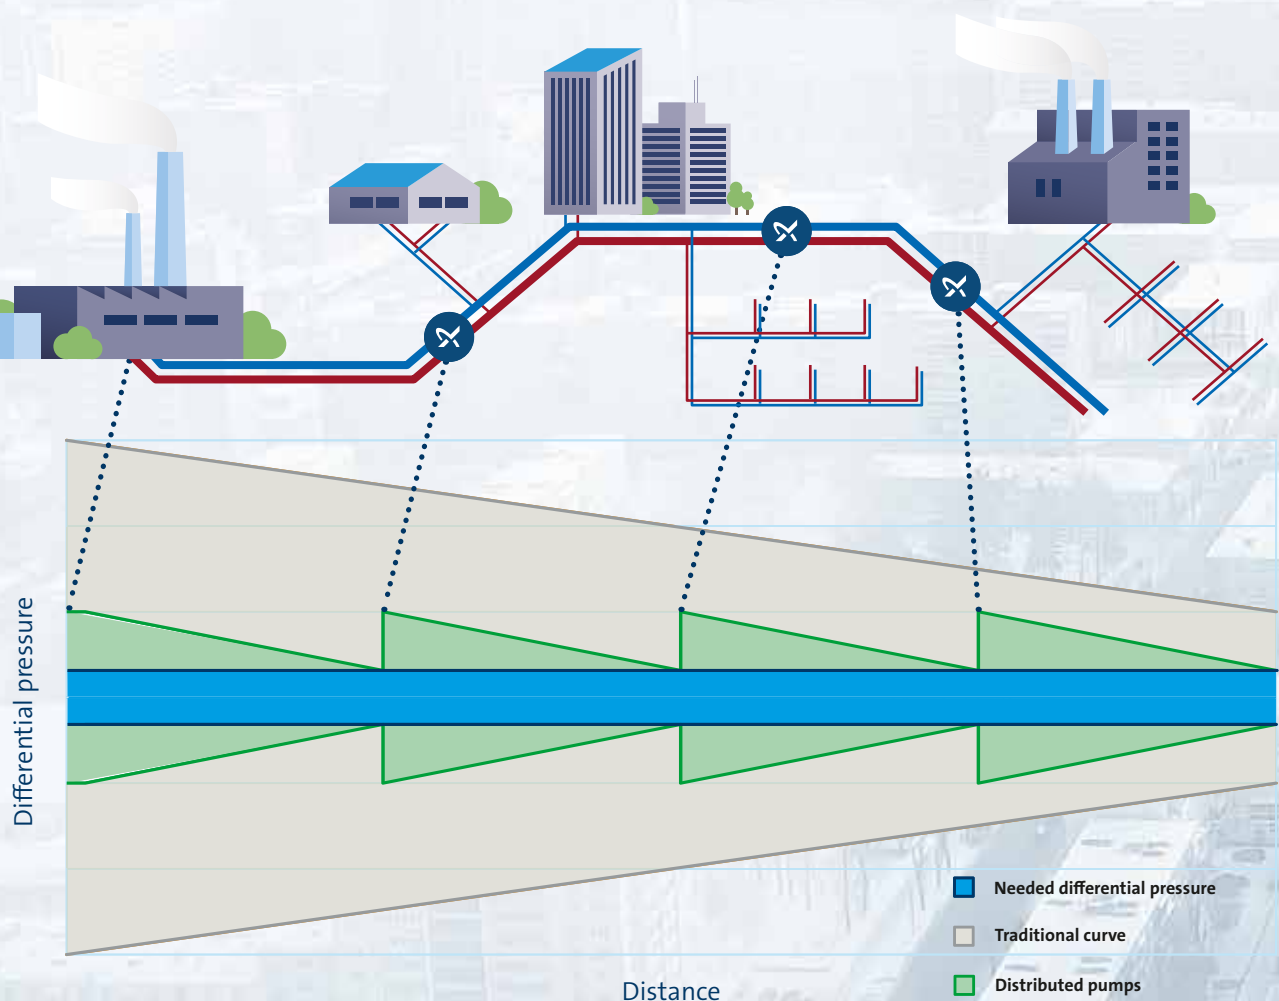 Differential pressure
Needed differential pressure
Traditional curve
Distributed pumps
Distance